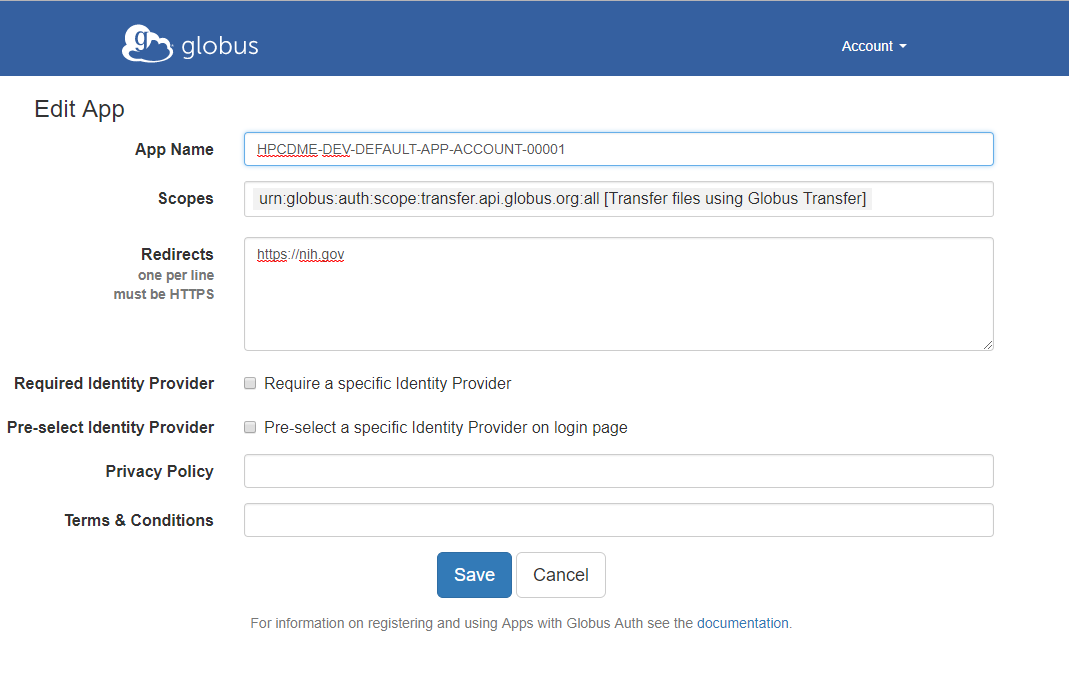 g globus
Account
Edit App
App Name
HPCDME-DEV-DEFAULT-APP-ACCOUNT-00001
Scopes
urn:globus:auth:scope:transfer.api.globus.org:all [Transfer files using Globus Transfer]
Redirects
one per line
must be HTTPS
https://nih.gov
Required Identity Provider
Require a specific Identity Provider
Pre-select Identity Provider
Pre-select a specific Identity Provider on login page
Privacy Policy
Terms & Conditions
Save
Cancel
For information on registering and using Apps with Globus Auth see the documentation.